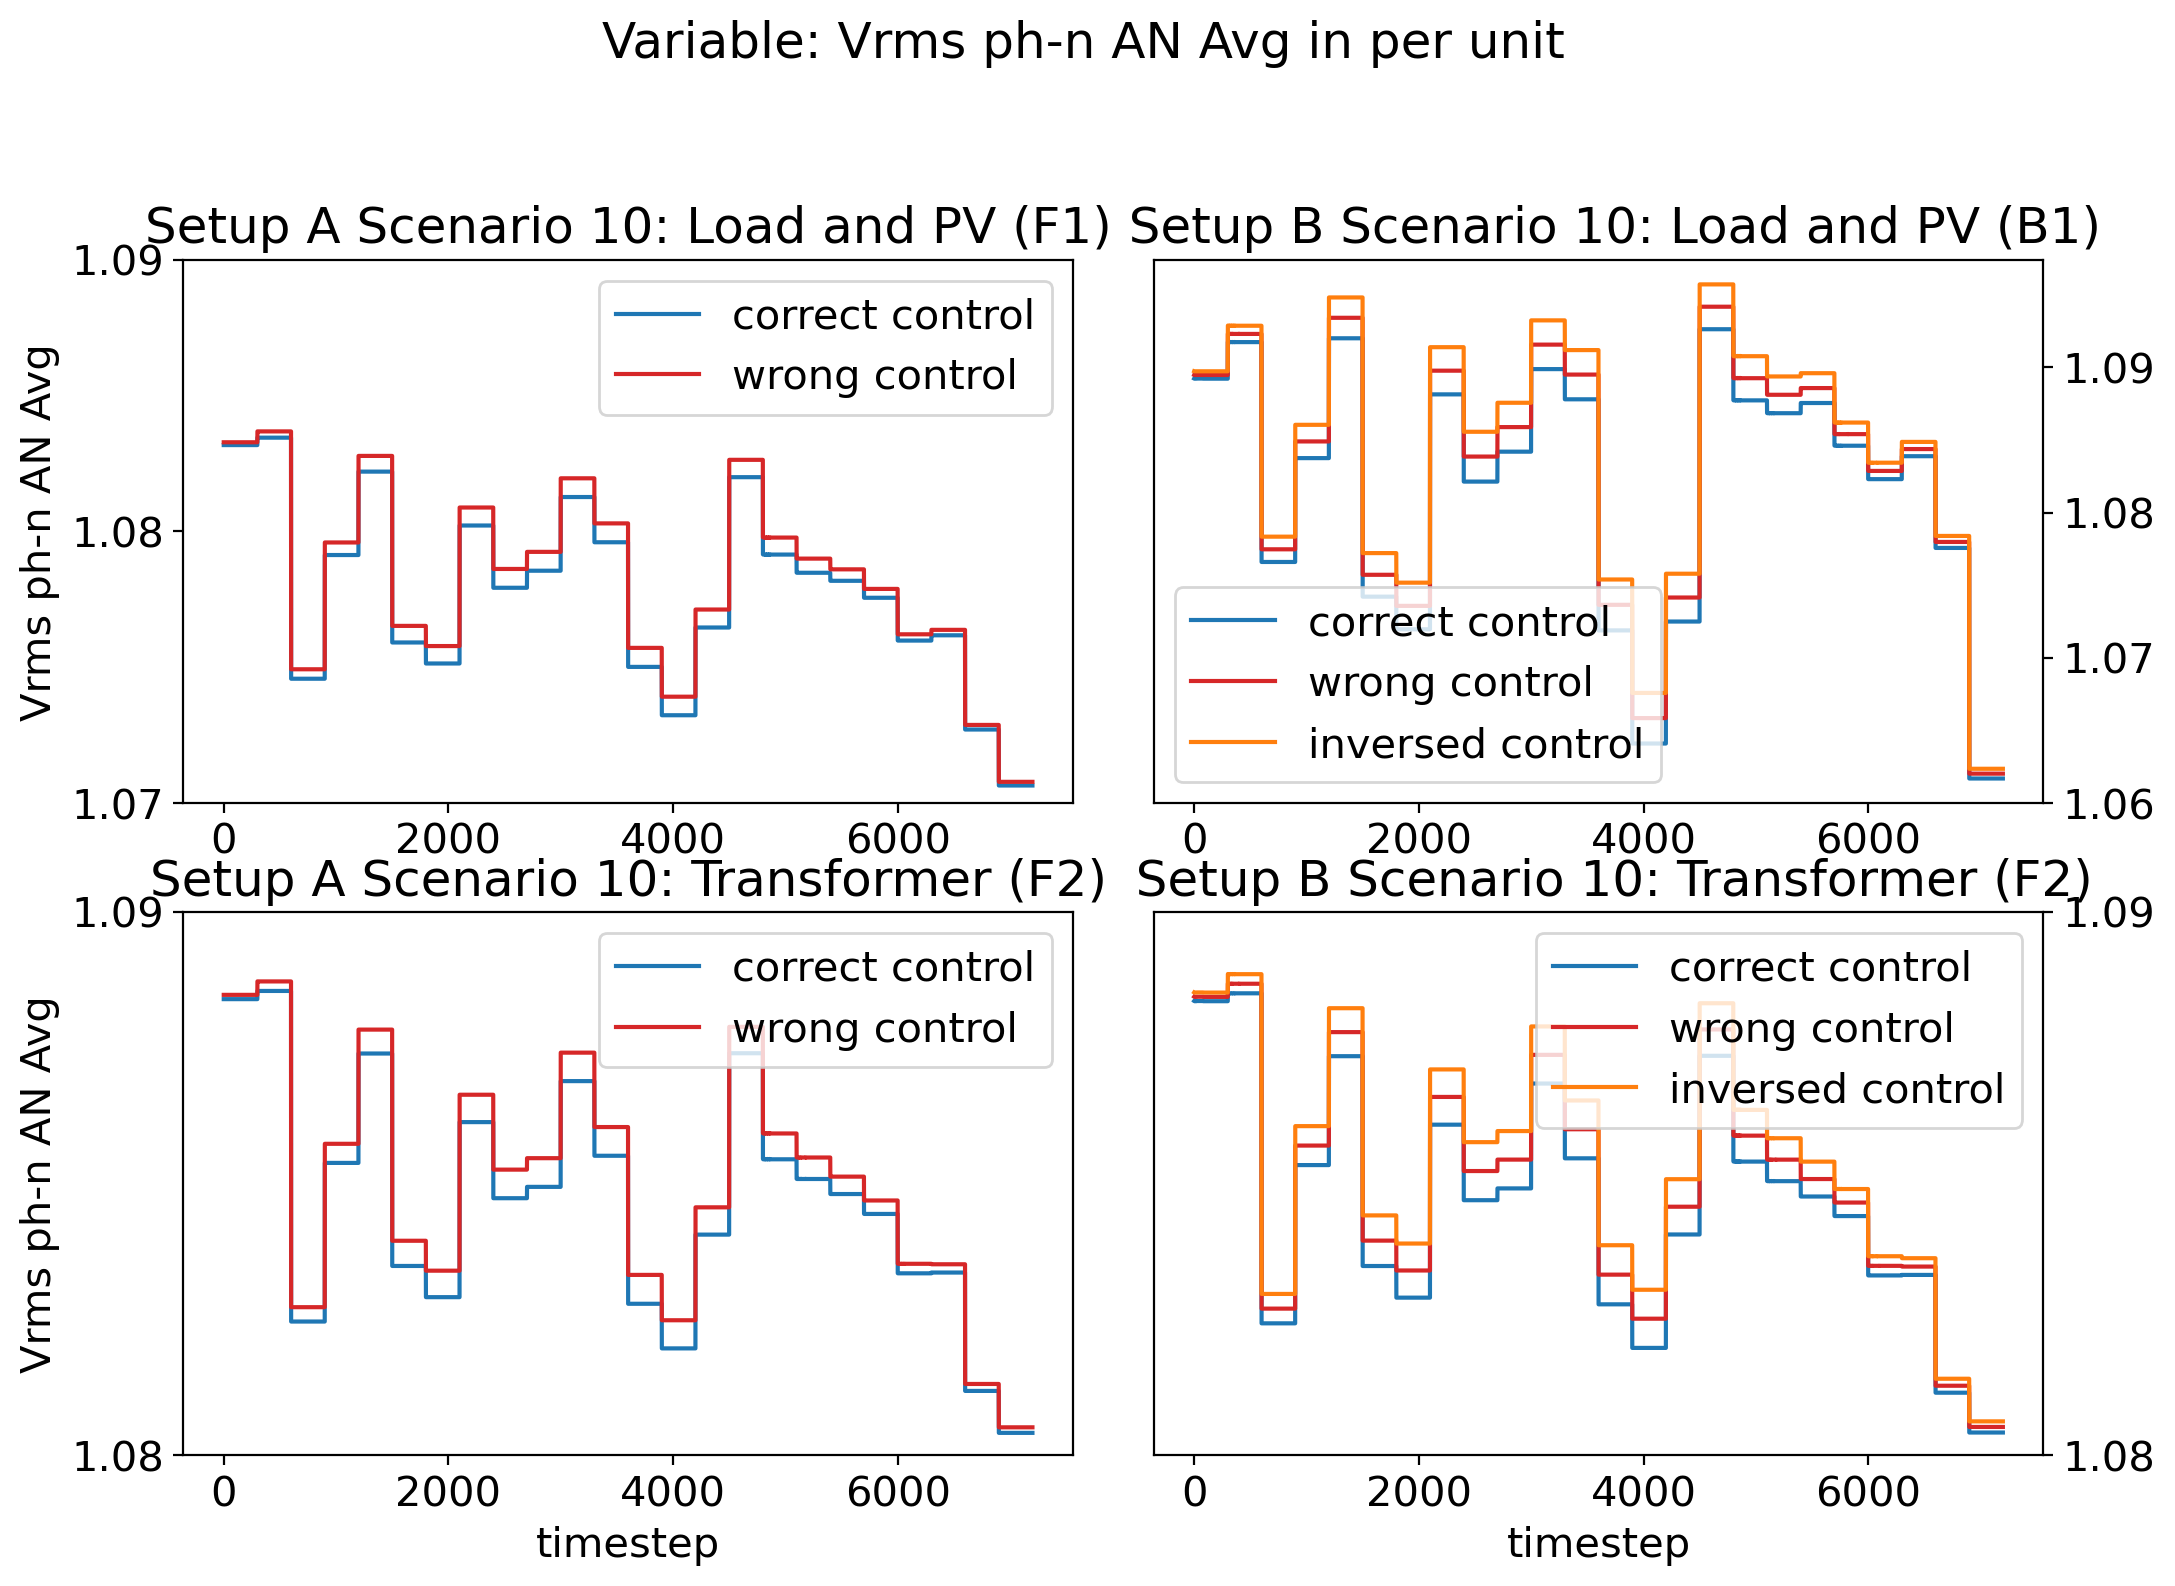 Variable: Vrms ph-n AN Avg in per unit
Setup A Scenario 10: Load and PV (F1)
1.09
1.08
1.07
Vrms ph-n AN Avg
correct control
wrong control
0 2000 4000 6000
Setup B Scenario 10: Load and PV (B1)
1.09
1.08
1.07
1.06
correct control
wrong control
inversed control
0 2000 4000 6000
Setup A Scenario 10: Transformer (F2)
1.09
1.08
Vrms ph-n AN Avg
correct control
wrong control
0 2000 4000 6000
timestep
Setup B Scenario 10: Transformer (F2)
1.09
1.08
correct control
wrong control
inversed control
0 2000 4000 6000
timestep